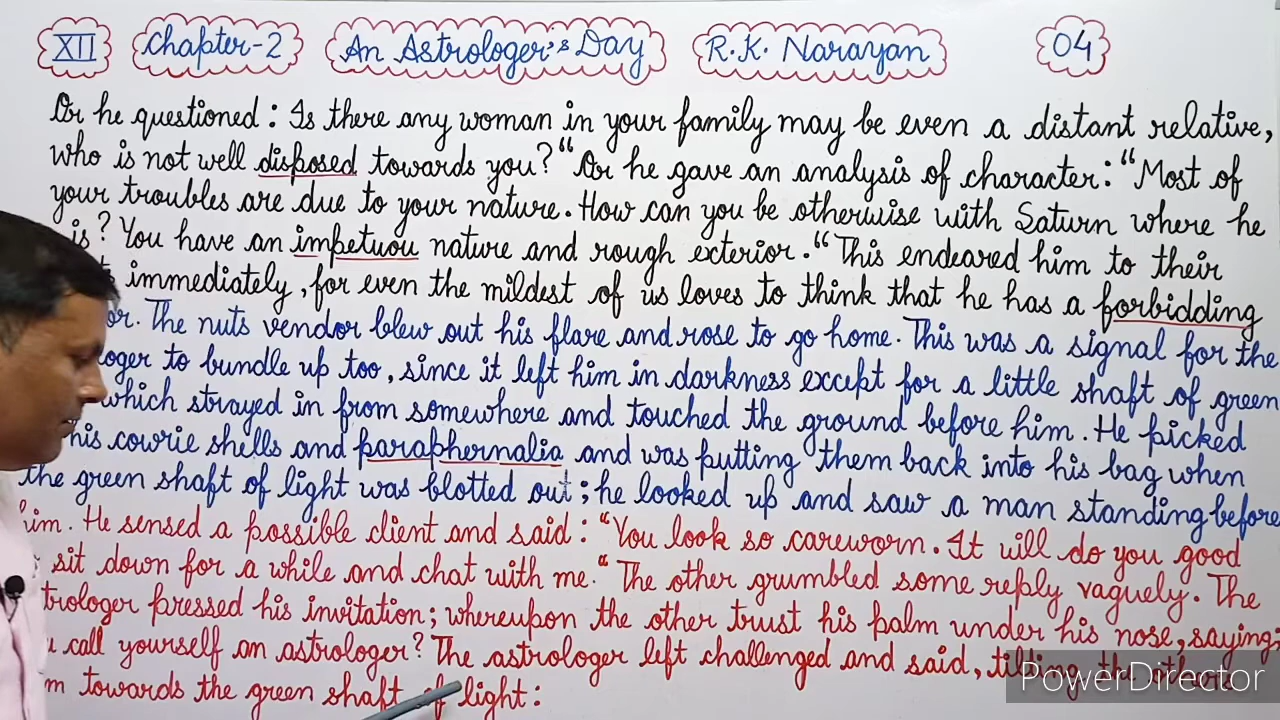 XII Chapter-2 An Astrologer's Day R.K. Narayan 04
Or he questioned: Is there any woman in your family may be even a distant relative,
who is not well disposed towards you?" Or he gave an analysis of character: "Most of
your troubles are due to your nature. How can you be otherwise with Saturn where he
is? You have an impetuou nature and rough exterior. "This endeared him to their
immediately, for even the mildest of us loves to think that he has a forbidding
or. The nuts vendor blew out his flare and rose to go home. This was a signal for the
loger to bundle up too, since it left him in darkness except for a little shaft of green
which strayed in from somewhere and touched the ground before him. He picked
his cowrie shells and paraphernalia and was putting them back into his bag when
the green shaft of light was blotted out; he looked up and saw a man standing before
him. He sensed a possible client and said: "You look so careworn. It will do you good
sit down for a while and chat with me." The other grumbled some reply vaguely. The
trologer pressed his invitation; whereupon the other trust his palm under his nose, saying:
u call yourself an astrologer? The astrologer left challenged and said, tilting the others
m towards the green shaft of light:
PowerDirector